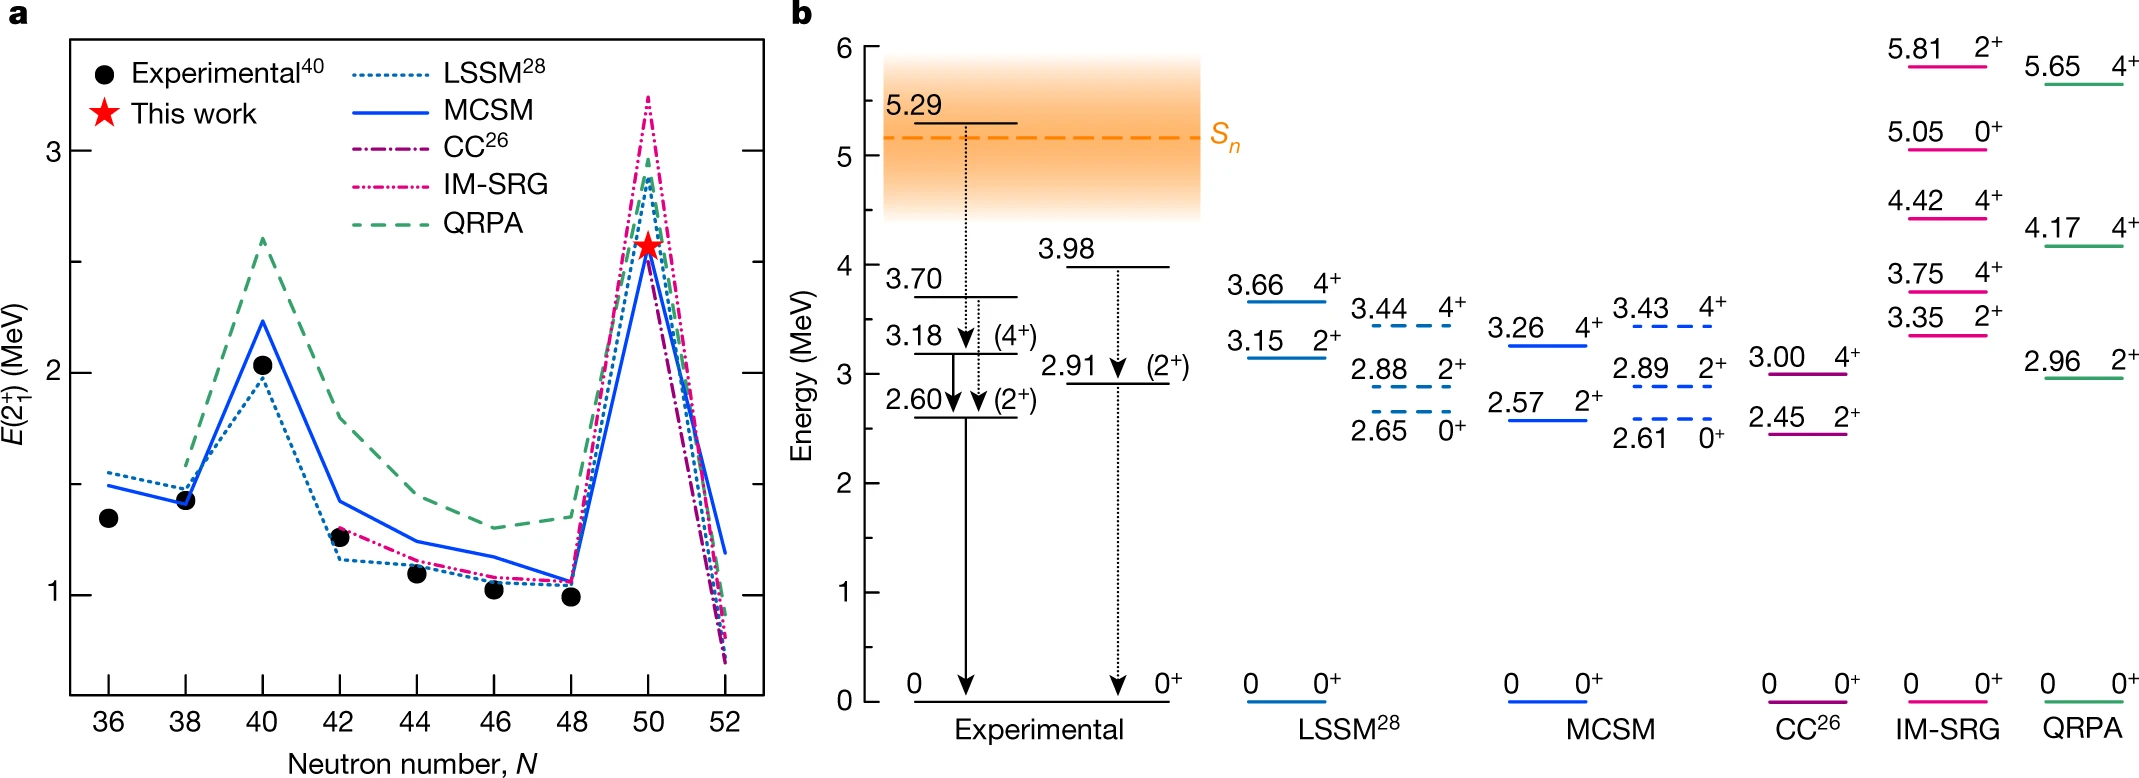 a
Experimental40
This work
LSSM28
MCSM
CC26
IM-SRG
QRPA
E(2+1) (MeV)
3
2
1
36 38 40 42 44 46 48 50 52
Neutron number, N
b
Energy (MeV)
6
5
4
3
2
1
0
5.29
Sn
3.98
3.70
3.18 (4+)
2.91 (2+)
2.60 (2+)
0 0+
Experimental
3.66 4+
3.15 2+
3.44 4+
2.88 2+
2.65 0+
0 0+
LSSM28
3.26 4+
2.57 2+
3.43 4+
2.89 2+
2.61 0+
0 0+
MCSM
3.00 4+
2.45 2+
0 0+
CC26
5.81 2+
5.05 0+
4.42 4+
3.75 4+
3.35 2+
0 0+
IM-SRG
5.65 4+
4.17 4+
2.96 2+
0 0+
QRPA